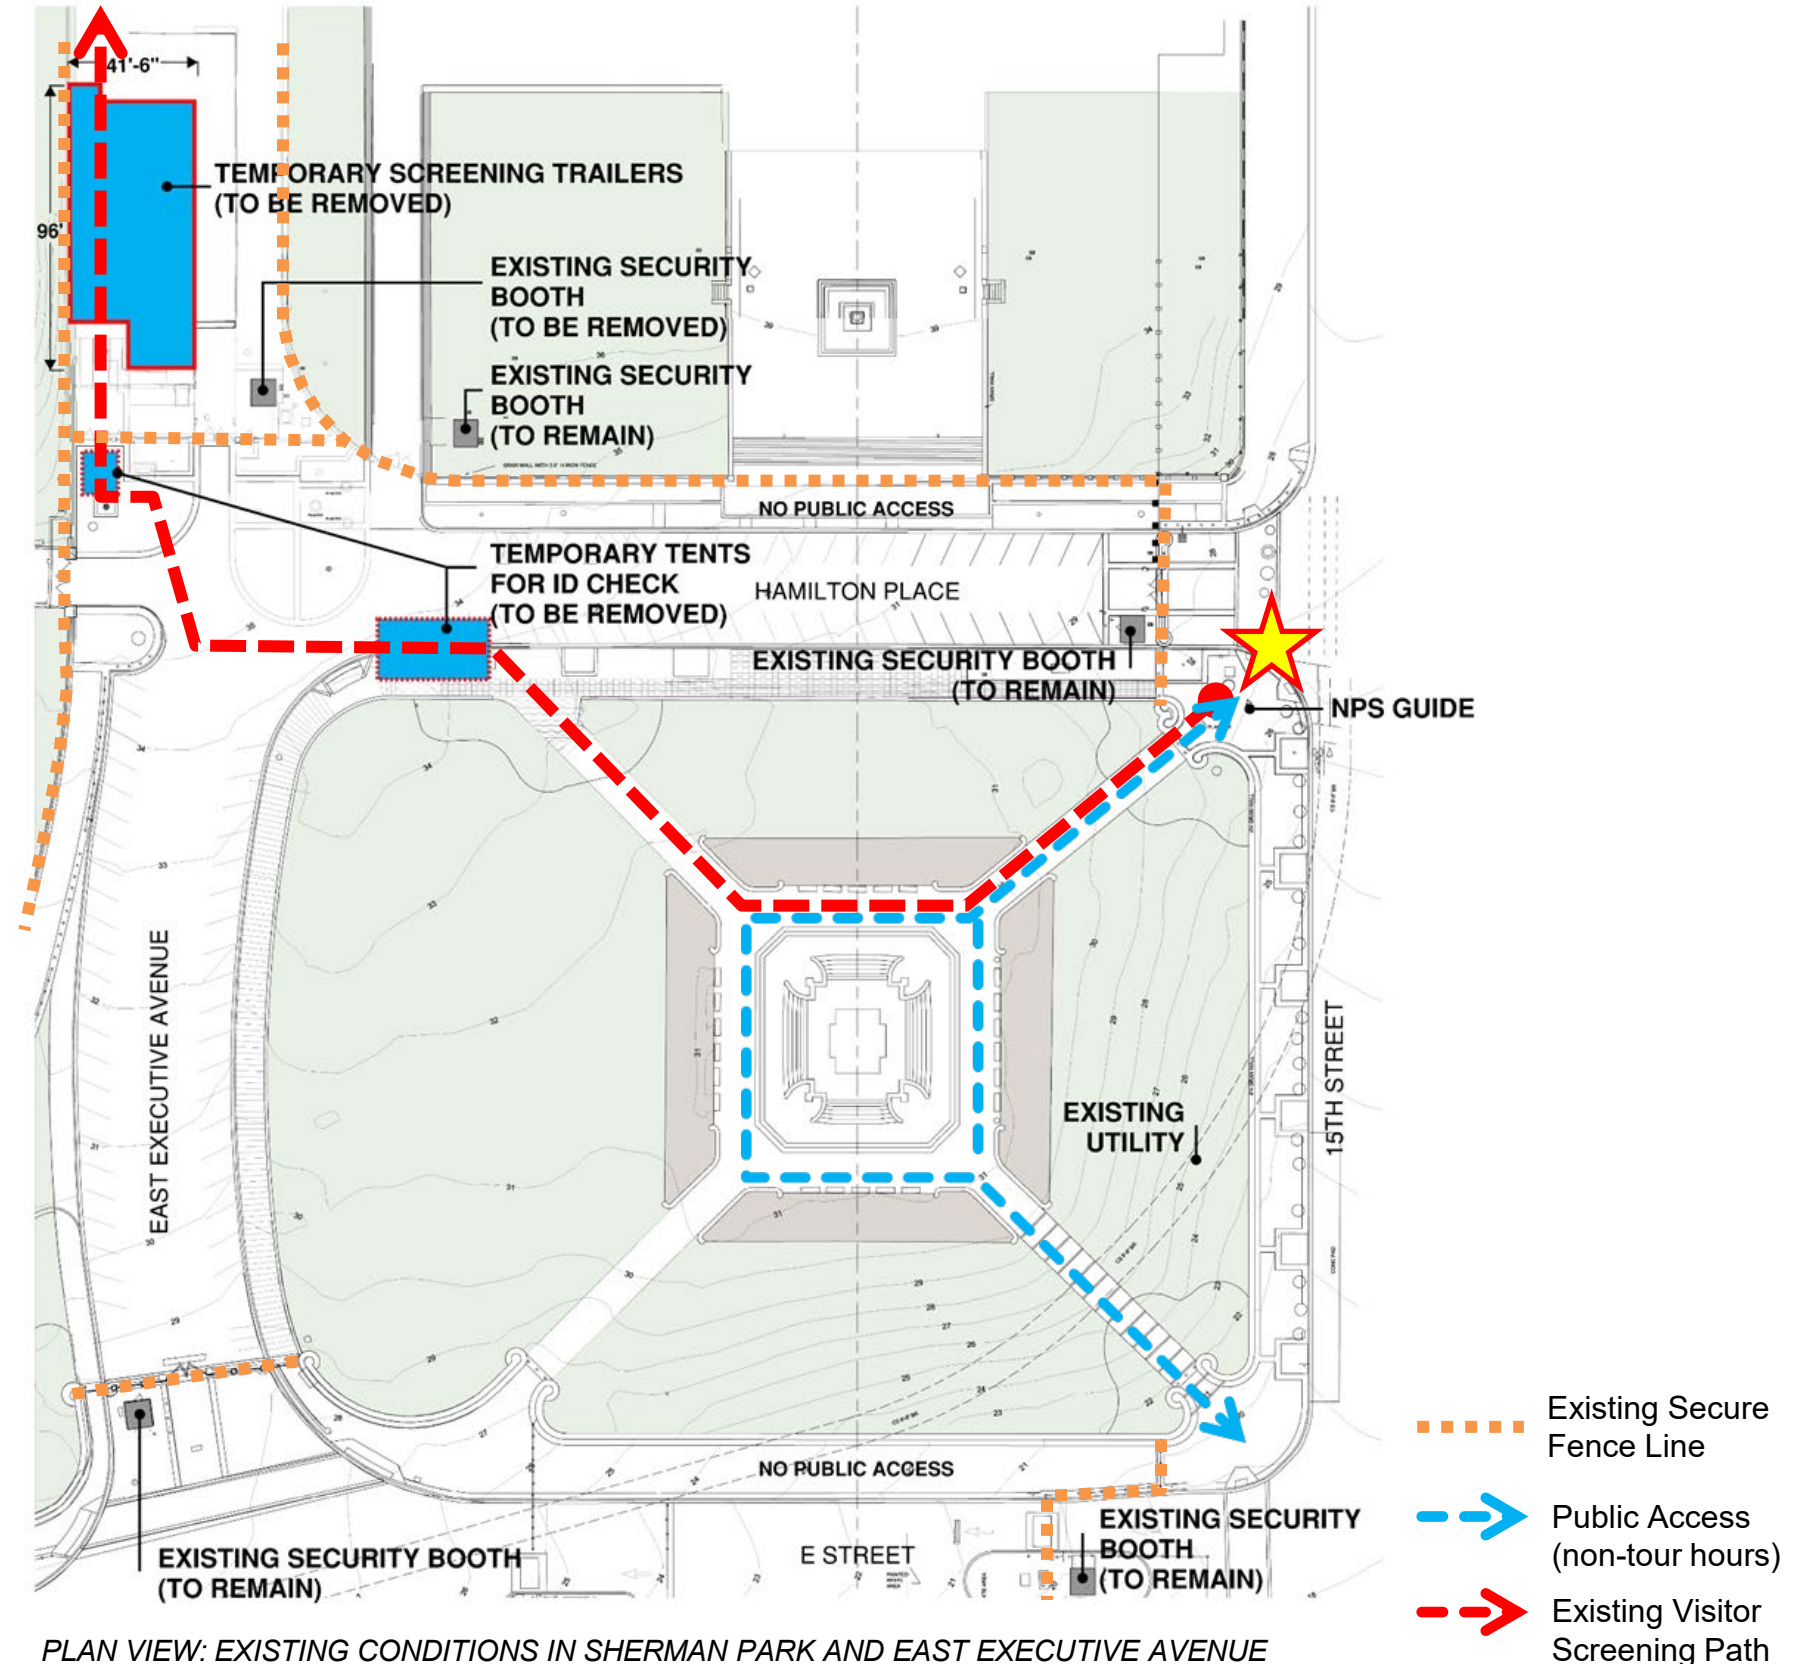 41'-6"
96'
TEMPORARY SCREENING TRAILERS
(TO BE REMOVED)
EXISTING SECURITY
BOOTH
(TO BE REMOVED)
EXISTING SECURITY
BOOTH
(TO REMAIN)
NO PUBLIC ACCESS
TEMPORARY TENTS
FOR ID CHECK
(TO BE REMOVED)
HAMILTON PLACE
EXISTING SECURITY BOOTH
(TO REMAIN)
NPS GUIDE
EAST EXECUTIVE AVENUE
15TH STREET
EXISTING
UTILITY
NO PUBLIC ACCESS
EXISTING SECURITY BOOTH
(TO REMAIN)
E STREET
EXISTING SECURITY
BOOTH
(TO REMAIN)
Existing Secure
Fence Line
Public Access
(non-tour hours)
Existing Visitor
Screening Path
PLAN VIEW: EXISTING CONDITIONS IN SHERMAN PARK AND EAST EXECUTIVE AVENUE